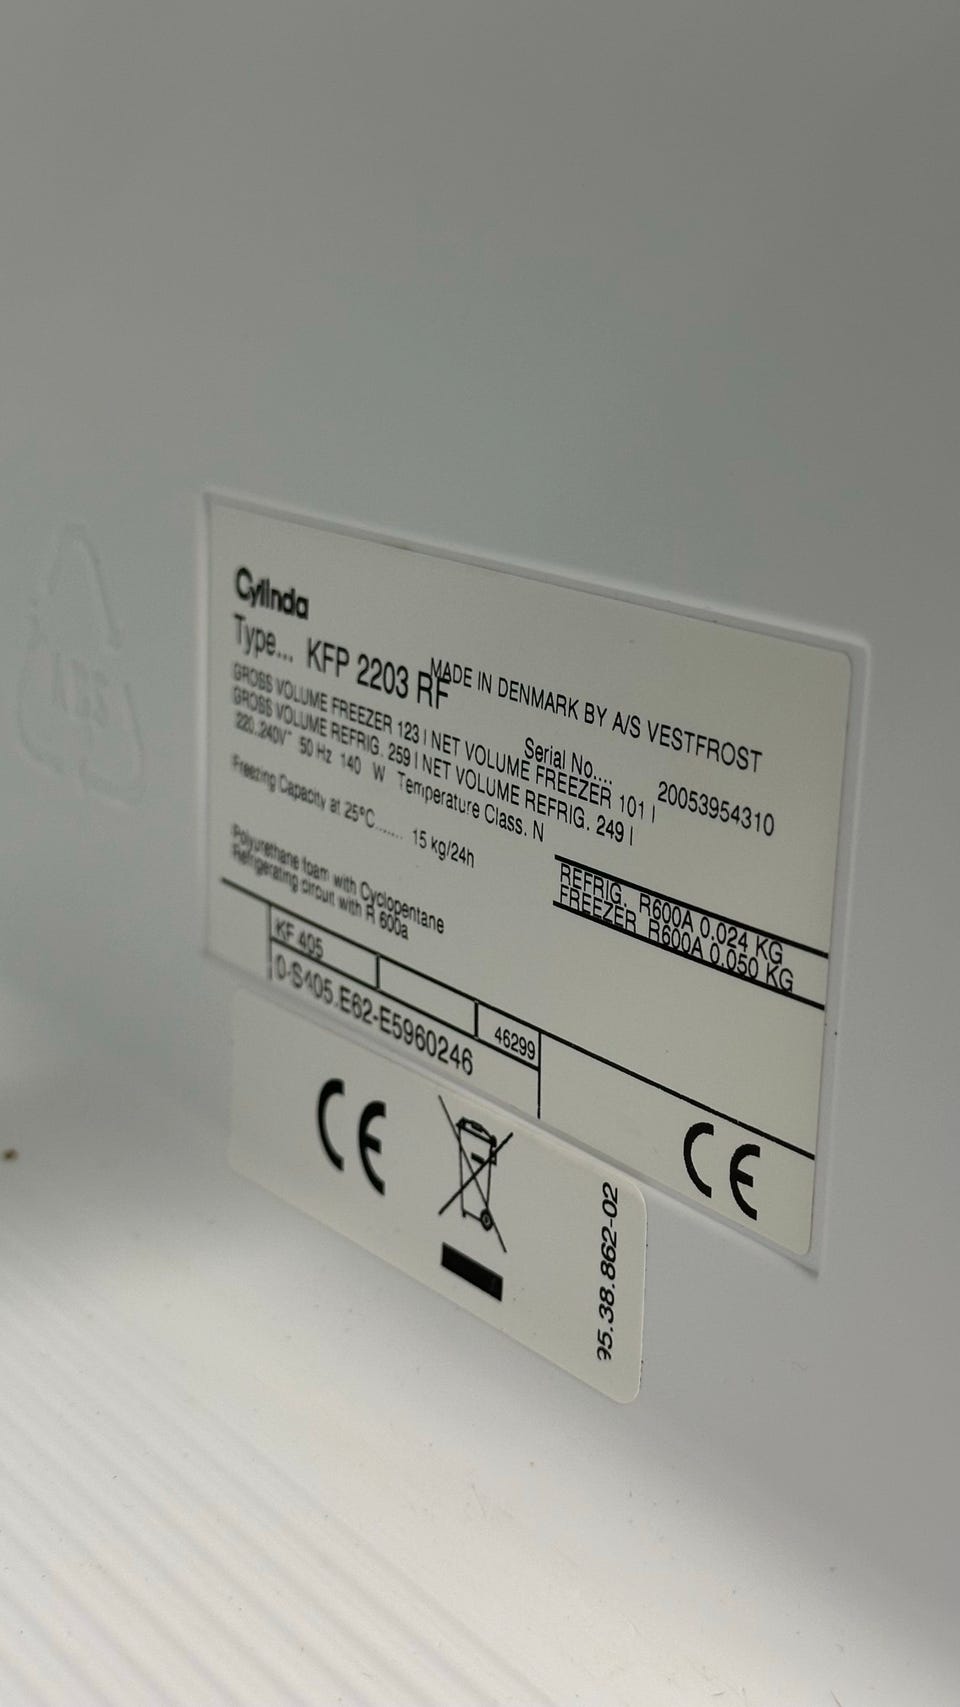 Cylinda
Type... KFP 2203 RF
MADE IN DENMARK BY A/S VESTFROST
Serial No.... 20053954310
GROSS VOLUME FREEZER 123 l NET VOLUME FREEZER 101 l
GROSS VOLUME REFRIG. 259 l NET VOLUME REFRIG. 249 l
220..240V~ 50 Hz 140 W Temperature Class. N
Freezing Capacity at 25°C....... 15 kg/24h
REFRIG. R600A 0.024 KG
FREEZER R600A 0.050 KG
Polyurethane foam with Cyclopentane
Refrigerating circuit with R 600a
KF 405
46299
0-S405.E62-E5960246
CE
CE
95.38.862-02